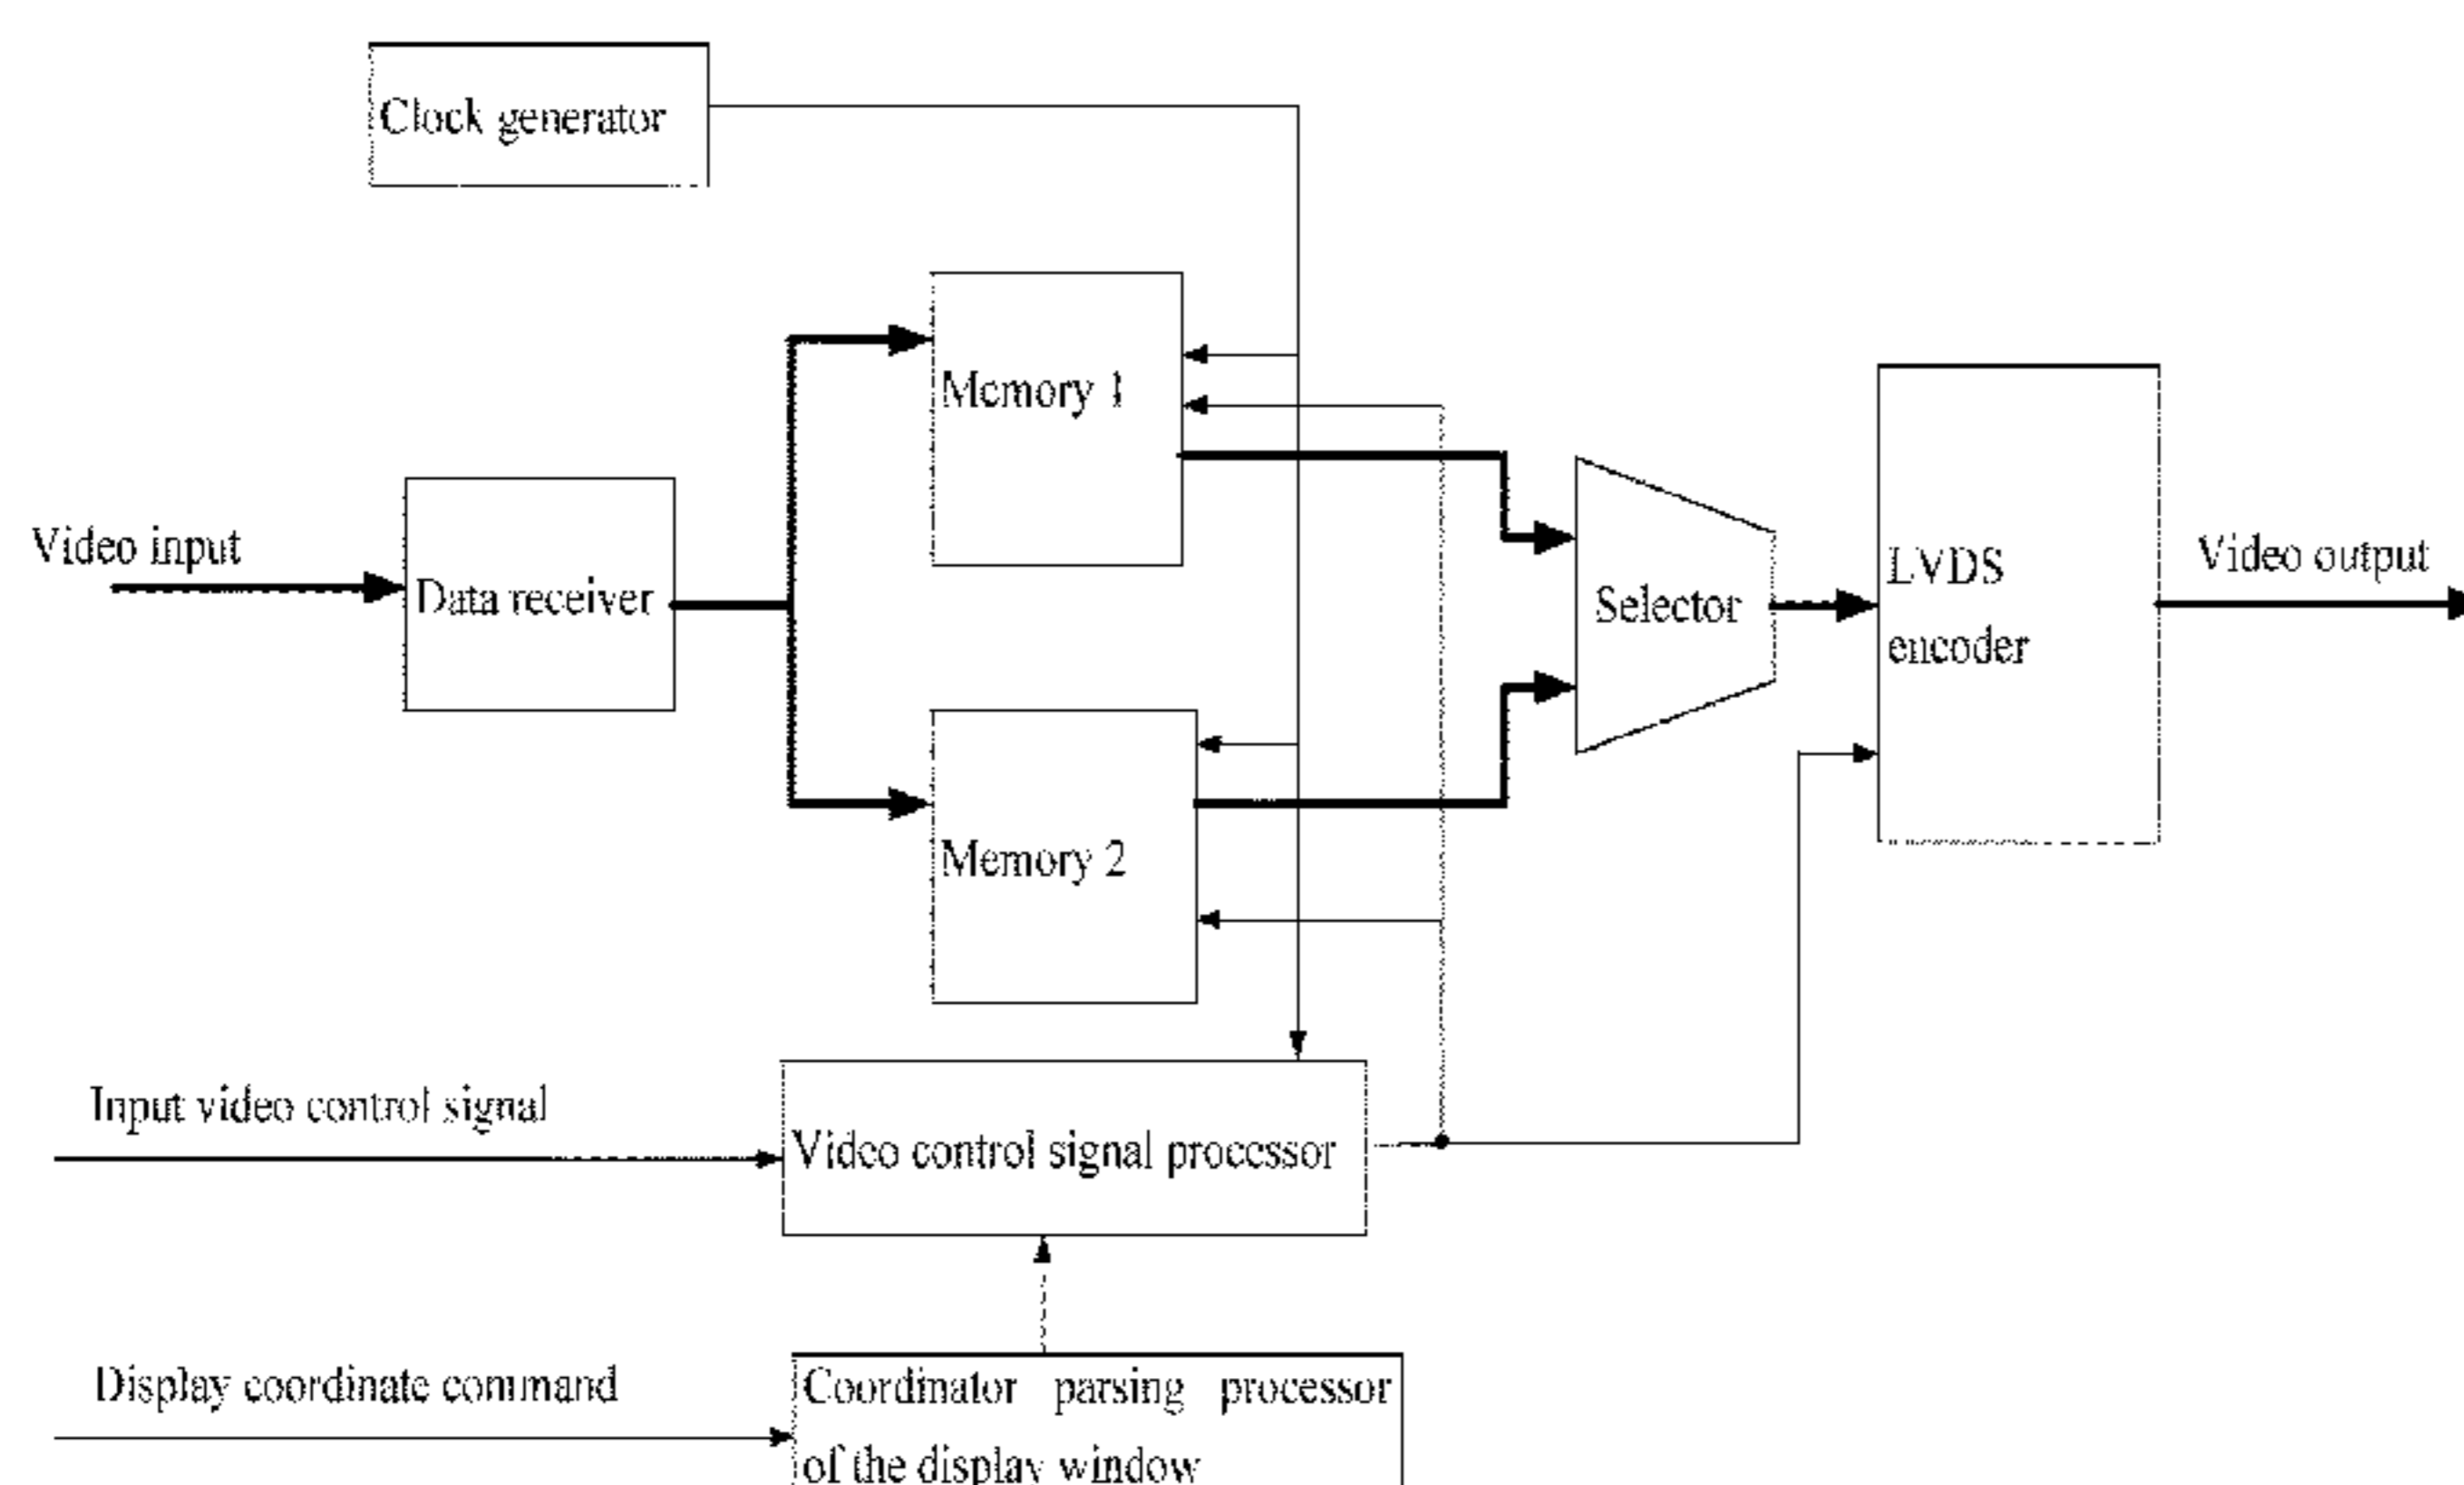 Clock generator
Memory 1
Video input
Data receiver
Selector
LVDS
encoder
Video output
Memory 2
Input video control signal
Video control signal processor
Display coordinate command
Coordinator parsing processor
of the display window